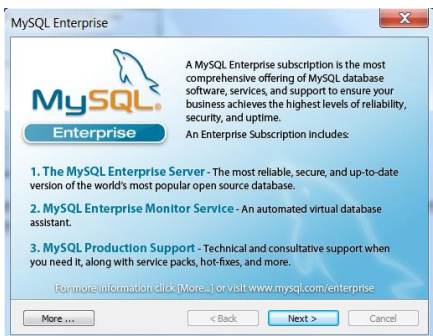 MySQL Enterprise
A MySQL Enterprise subscription is the most
comprehensive offering of MySQL database
software, services, and support to ensure your
business achieves the highest levels of reliability,
security, and uptime.
An Enterprise Subscription includes:
MySQL®
Enterprise
1. The MySQL Enterprise Server - The most reliable, secure, and up-to-date
version of the world's most popular open source database.
2. MySQL Enterprise Monitor Service - An automated virtual database
assistant.
3. MySQL Production Support - Technical and consultative support when
you need it, along with service packs, hot-fixes, and more.
For more information click [More...] or visit www.mysql.com/enterprise
More ...
< Back
Next >
Cancel